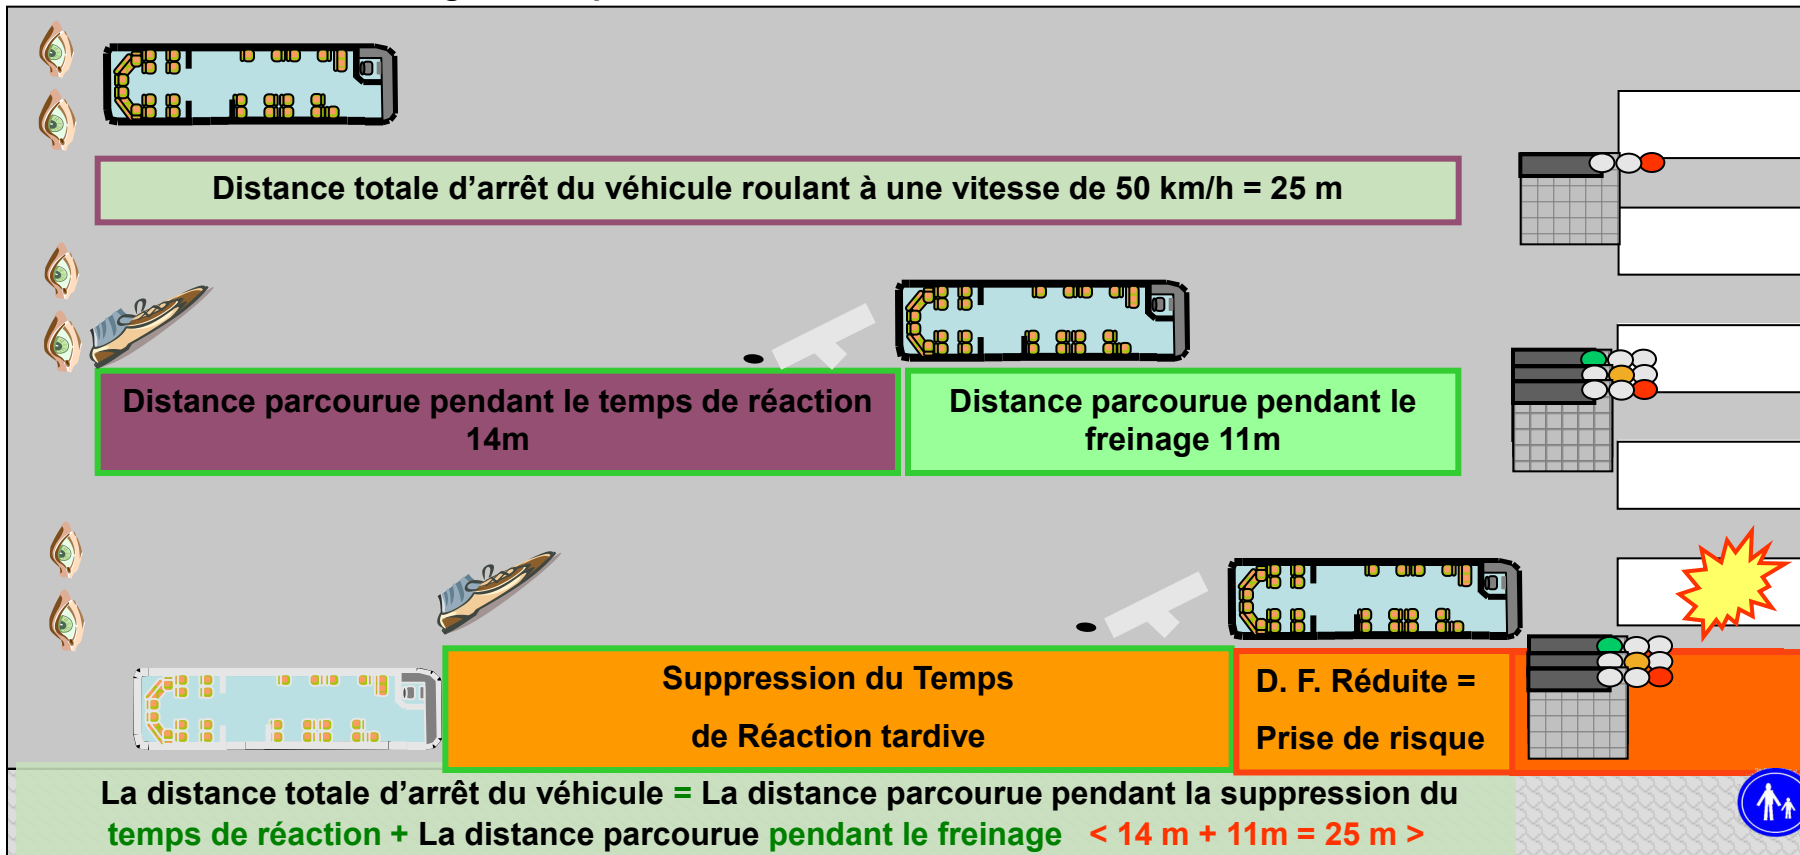 Distance totale d’arrêt du véhicule roulant à une vitesse de 50 km/h = 25 m
Distance parcourue pendant le temps de réaction
14m
Distance parcourue pendant le
freinage 11m
Suppression du Temps
de Réaction tardive
D. F. Réduite =
Prise de risque
La distance totale d’arrêt du véhicule = La distance parcourue pendant la suppression du
temps de réaction + La distance parcourue pendant le freinage < 14 m + 11m = 25 m >